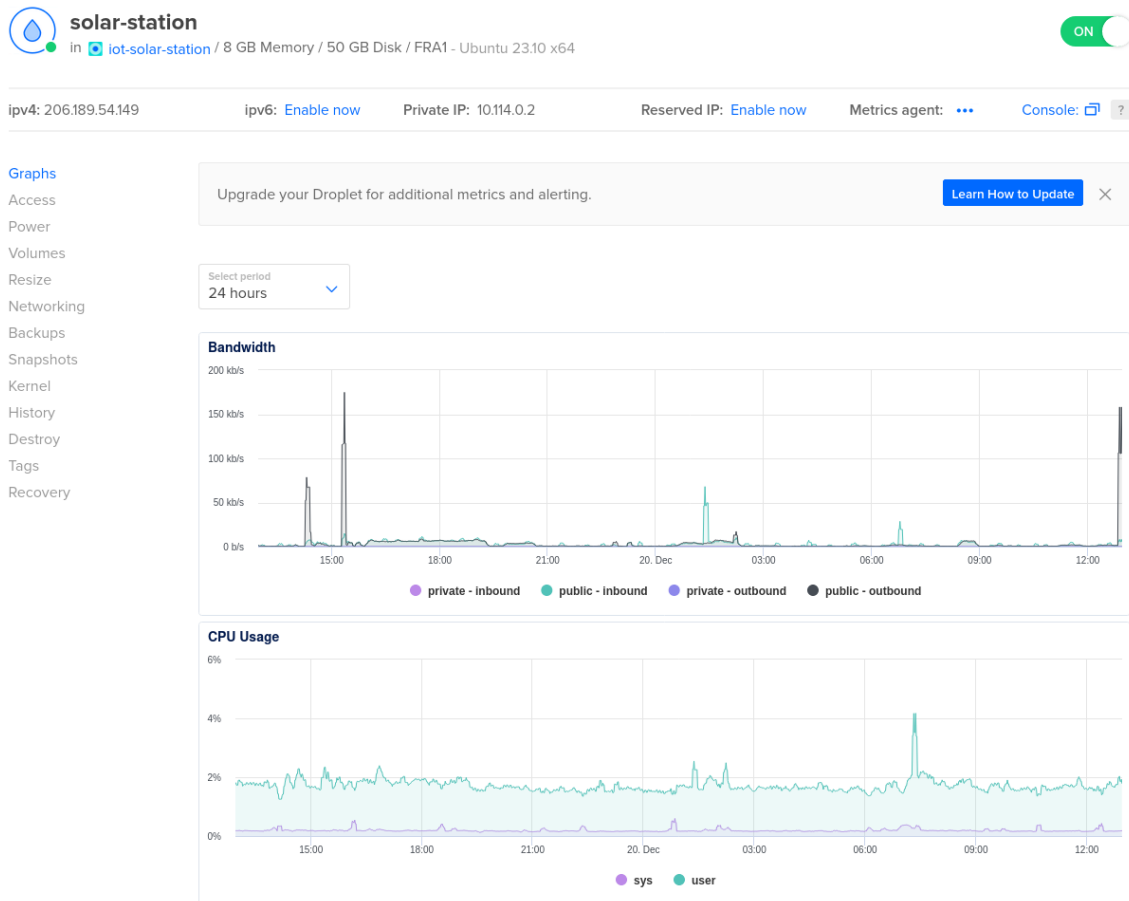 solar-station
in iot-solar-station / 8 GB Memory / 50 GB Disk / FRA1 - Ubuntu 23.10 x64
ON
ipv4: 206.189.54.149 ipv6: Enable now Private IP: 10.114.0.2 Reserved IP: Enable now Metrics agent: ••• Console: ?
Graphs
Access
Power
Volumes
Resize
Networking
Backups
Snapshots
Kernel
History
Destroy
Tags
Recovery
Upgrade your Droplet for additional metrics and alerting. Learn How to Update
Select period
24 hours
Bandwidth
200 kb/s
150 kb/s
100 kb/s
50 kb/s
0 b/s
15:00 18:00 21:00 20. Dec 03:00 06:00 09:00 12:00
private - inbound public - inbound private - outbound public - outbound
CPU Usage
6%
4%
2%
0%
15:00 18:00 21:00 20. Dec 03:00 06:00 09:00 12:00
sys user